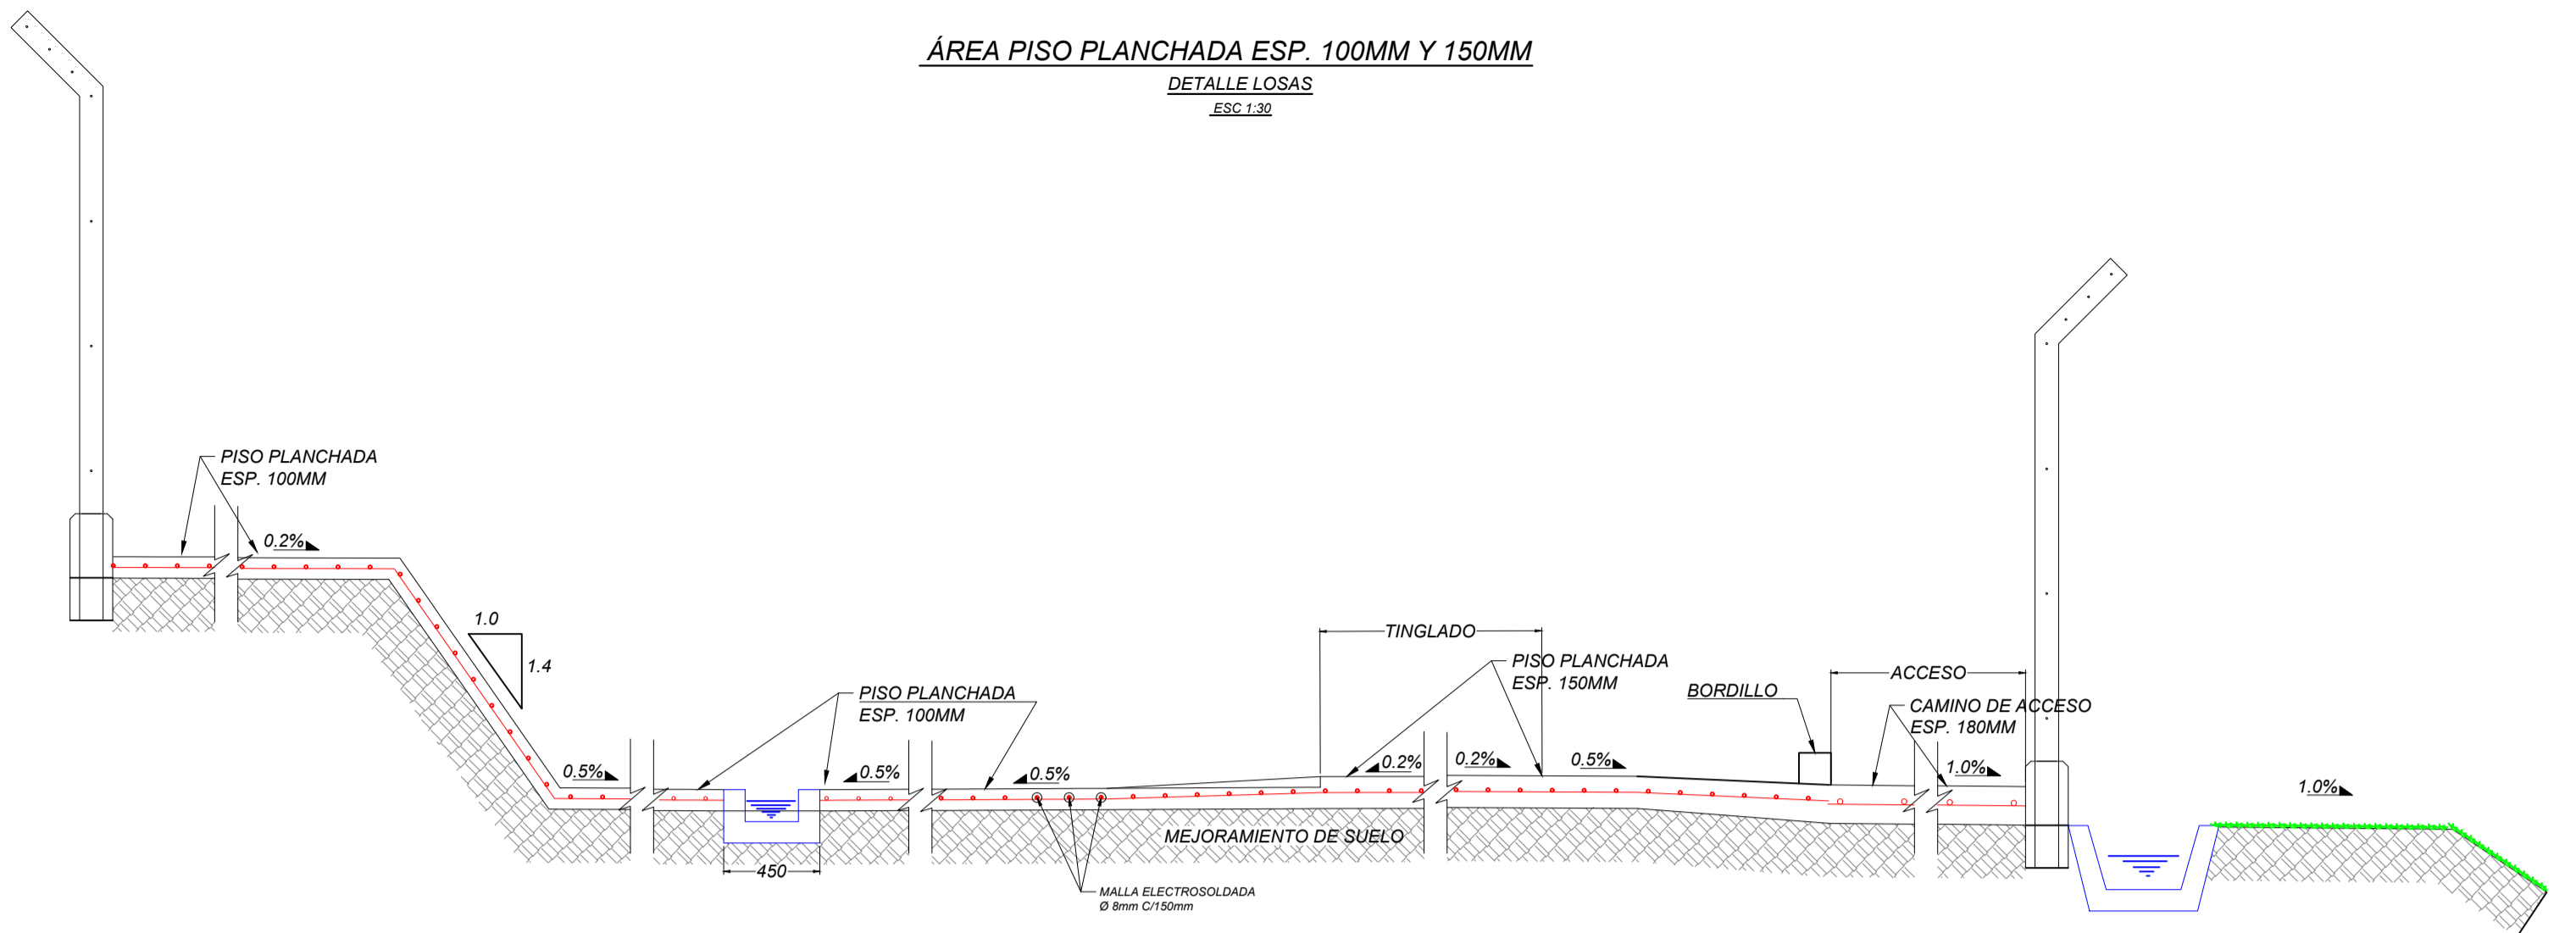 ÁREA PISO PLANCHADA ESP. 100MM Y 150MM
DETALLE LOSAS
ESC 1:30
PISO PLANCHADA
ESP. 100MM
0.2%
1.0
1.4
0.5%
PISO PLANCHADA
ESP. 100MM
0.5%
0.5%
450
MALLA ELECTROSOLDADA
Ø 8mm C/150mm
MEJORAMIENTO DE SUELO
TINGLADO
PISO PLANCHADA
ESP. 150MM
0.2%
0.2%
0.5%
BORDILLO
ACCESO
CAMINO DE ACCESO
ESP. 180MM
1.0%
1.0%